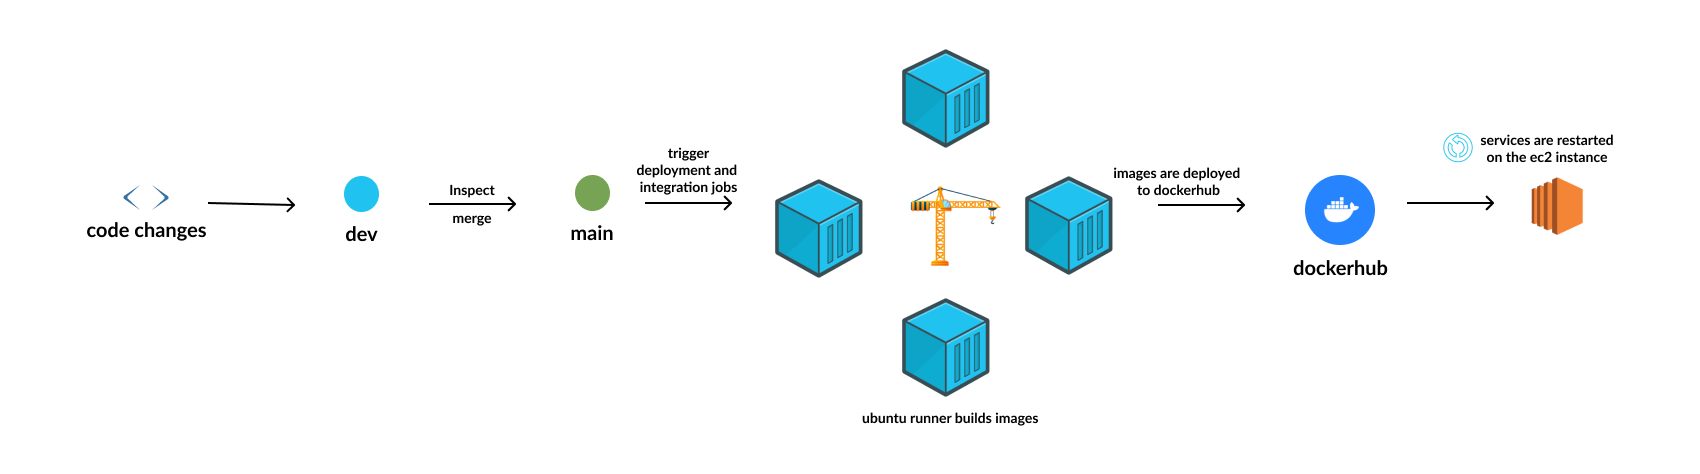 code changes
dev
Inspect
merge
main
trigger
deployment and
integration jobs
ubuntu runner builds images
images are deployed
to dockerhub
dockerhub
services are restarted
on the ec2 instance